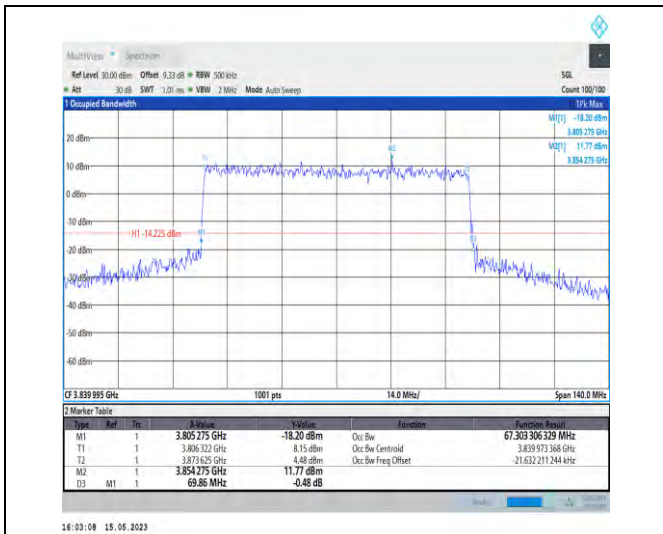 MultiView Spectrum
Ref Level 30.00 dBm Offset 9.33 dB RBW 500 kHz SGL
Att 30 dB SWT 1.01 ms VBW 2 MHz Mode Auto Sweep Count 100/100
1 Occupied Bandwidth 1Pk Max
M1[1] -18.20 dBm
3.805 275 GHz
M2[1] 11.77 dBm
3.854 275 GHz
20 dBm
10 dBm
0 dBm
-10 dBm
H1 -14.225 dBm
-20 dBm
-30 dBm
-40 dBm
-50 dBm
-60 dBm
T1
M2
M1
CF 3.839 995 GHz 1001 pts 14.0 MHz/ Span 140.0 MHz
2 Marker Table
Type Ref Trc X-Value Y-Value Function Function Result
M1 1 3.805 275 GHz -18.20 dBm Occ Bw 67.303 306 329 MHz
T1 1 3.806 322 GHz 8.15 dBm Occ Bw Centroid 3.839 973 368 GHz
T2 1 3.873 625 GHz 4.48 dBm Occ Bw Freq Offset -21.632 211 244 kHz
M2 1 3.854 275 GHz 11.77 dBm
D3 M1 1 69.86 MHz -0.48 dB
16:03:08 15.05.2023